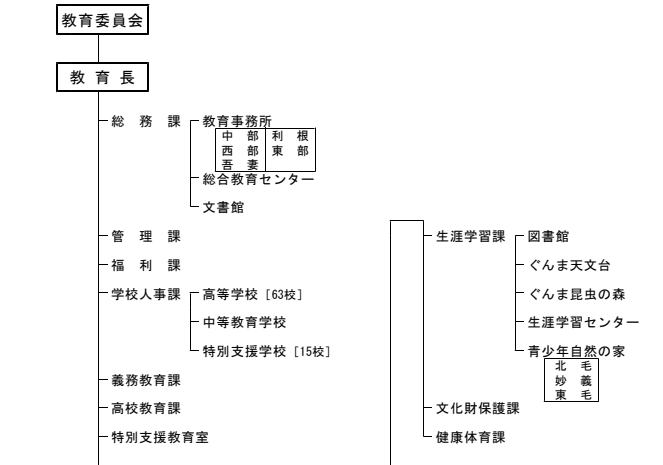 教育委員会
教 育 長
総 務 課
教育事務所
中 部 利 根
西 部 東 部
吾 妻
総合教育センター
文書館
管 理 課
福 利 課
学校人事課
高等学校 [63校]
中等教育学校
特別支援学校 [15校]
義務教育課
高校教育課
特別支援教育室
生涯学習課
図書館
ぐんま天文台
ぐんま昆虫の森
生涯学習センター
青少年自然の家
北 毛
妙 義
東 毛
文化財保護課
健康体育課